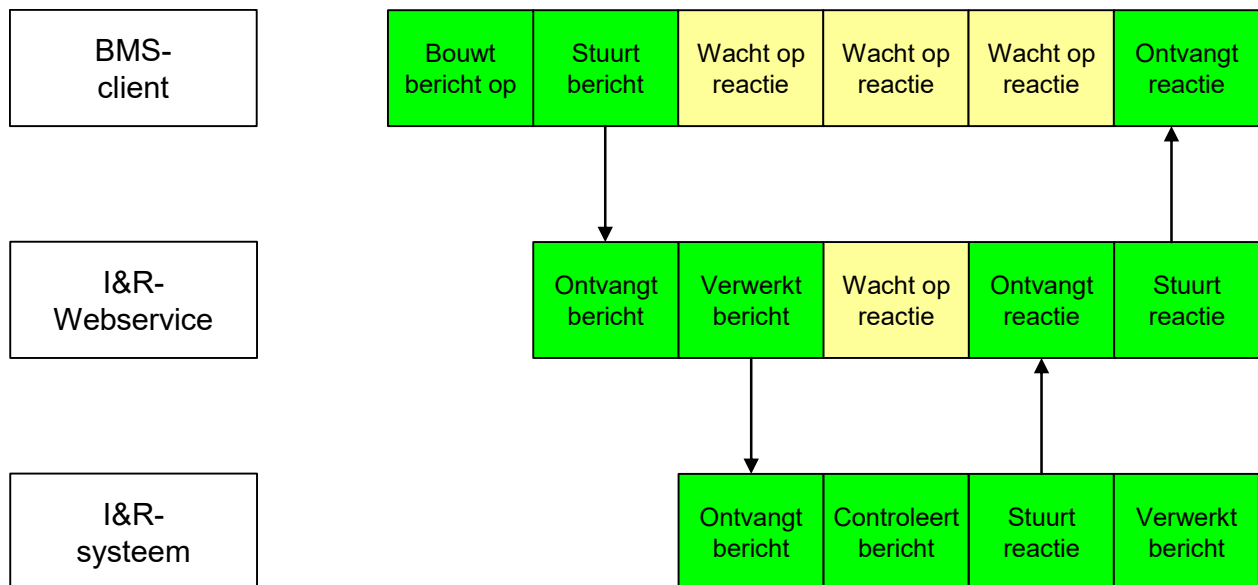 BMS-
client
Bouwt
bericht op
Stuurt
bericht
Wacht op
reactie
Wacht op
reactie
Wacht op
reactie
Ontvangt
reactie
I&R-
Webservice
Ontvangt
bericht
Verwerkt
bericht
Wacht op
reactie
Ontvangt
reactie
Stuurt
reactie
I&R-
systeem
Ontvangt
bericht
Controleert
bericht
Stuurt
reactie
Verwerkt
bericht